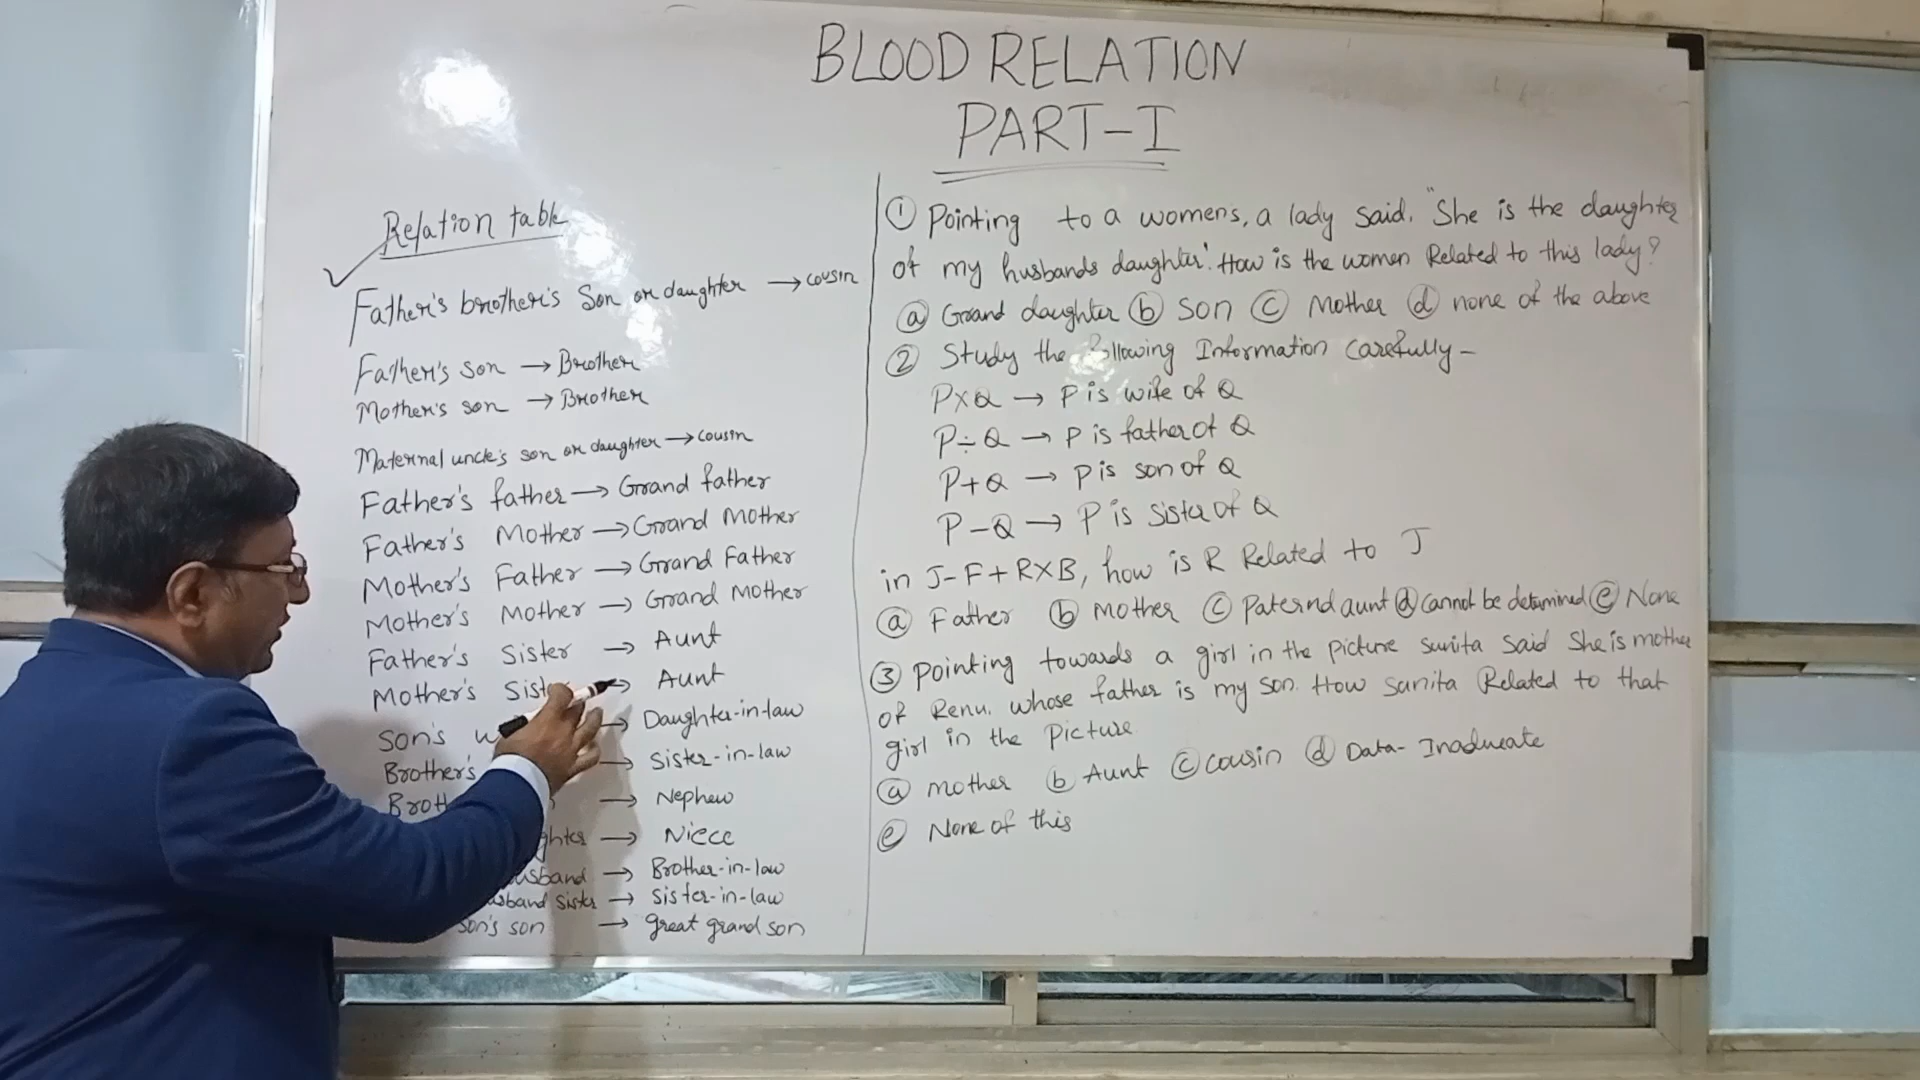 BLOOD RELATION
PART-I
Relation table
Father's brother's Son or daughter → cousin
Father's son → Brother
Mother's son → Brother
Maternal uncle's son or daughter → cousin
Father's father → Grand father
Father's Mother → Grand Mother
Mother's Father → Grand Father
Mother's Mother → Grand Mother
Father's Sister → Aunt
Mother's → Aunt
Son's → Daughter-in-law
Brother's → Sister-in-law
→ Nephew
→ Niece
→ Brother-in-law
Sister → Sister-in-law
son's son → great grand son
① Pointing to a womens, a lady said. "She is the daughter
of my husbands daughter'. How is the women Related to this lady?
ⓐ Grand daughter ⓑ Son ⓒ Mother ⓓ none of the above
② Study the following Information carefully -
P×Q → P is wife of Q
P÷Q → P is father of Q
P+Q → P is son of Q
P-Q → P is Sister of Q
in J-F+R×B, how is R Related to J
ⓐ Father ⓑ Mother ⓒ paternal aunt ⓓ cannot be determined ⓔ None
③ Pointing towards a girl in the picture sunita said She is mother
of Renu. whose father is my son. How sunita Related to that
girl in the picture
ⓐ mother ⓑ Aunt ⓒ cousin ⓓ Data- Inaducate
ⓔ None of this